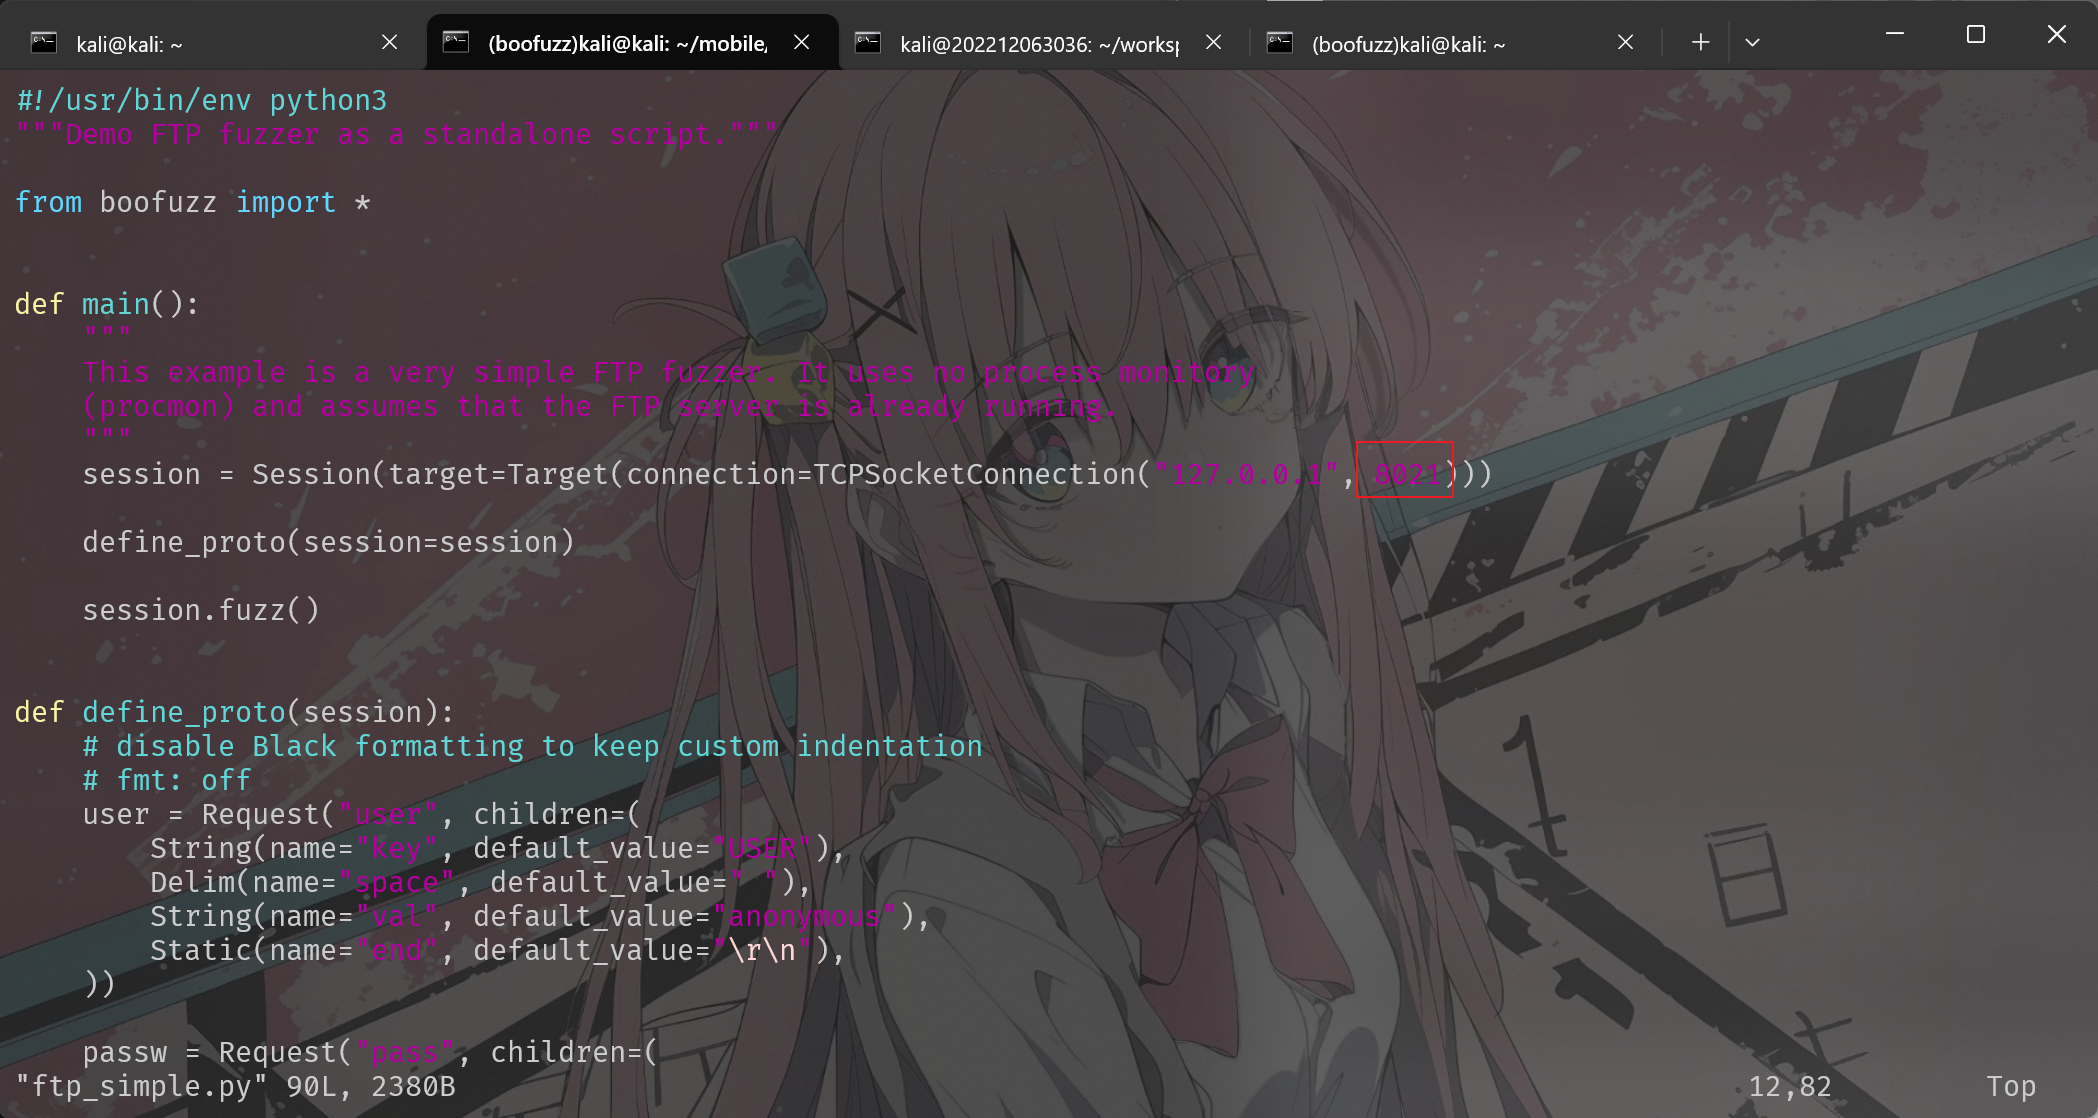 kali@kali: ~
(boofuzz)kali@kali: ~/mobile/
kali@202212063036: ~/works
(boofuzz)kali@kali: ~
#!/usr/bin/env python3
"""Demo FTP fuzzer as a standalone script."""
from boofuzz import *
def main():
"""
This example is a very simple FTP fuzzer. It uses no process monitory
(procmon) and assumes that the FTP server is already running.
"""
session = Session(target=Target(connection=TCPSocketConnection("127.0.0.1", 8021)))
define_proto(session=session)
session.fuzz()
def define_proto(session):
# disable Black formatting to keep custom indentation
# fmt: off
user = Request("user", children=(
String(name="key", default_value="USER"),
Delim(name="space", default_value=" "),
String(name="val", default_value="anonymous"),
Static(name="end", default_value="\r\n"),
))
passw = Request("pass", children=(
"ftp_simple.py" 90L, 2380B
12,82
Top